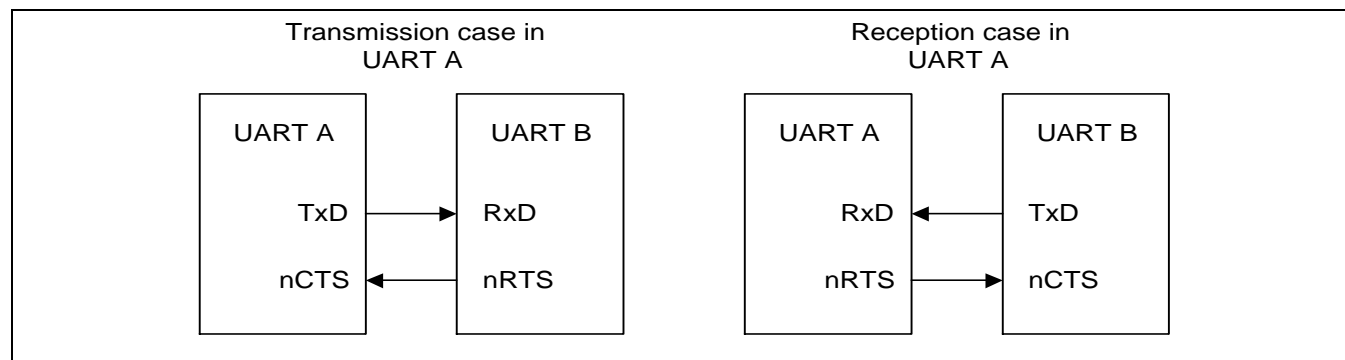 Transmission case in
UART A
Reception case in
UART A
UART A
UART B
UART A
UART B
TxD
RxD
RxD
TxD
nCTS
nRTS
nRTS
nCTS